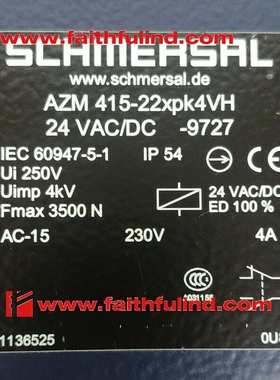 SCHMERSAL
www.schmersal.de
AZM 415-22xpk4VH
24 VAC/DC -9727
IEC 60947-5-1 IP 54
Ui 250V
Uimp 4kV
Fmax 3500 N
24 VAC/DC
ED 100 %
AC-15 230V 4A
CCC
A031155
www.faithfulind.com
1136525
www.faithfulind.com